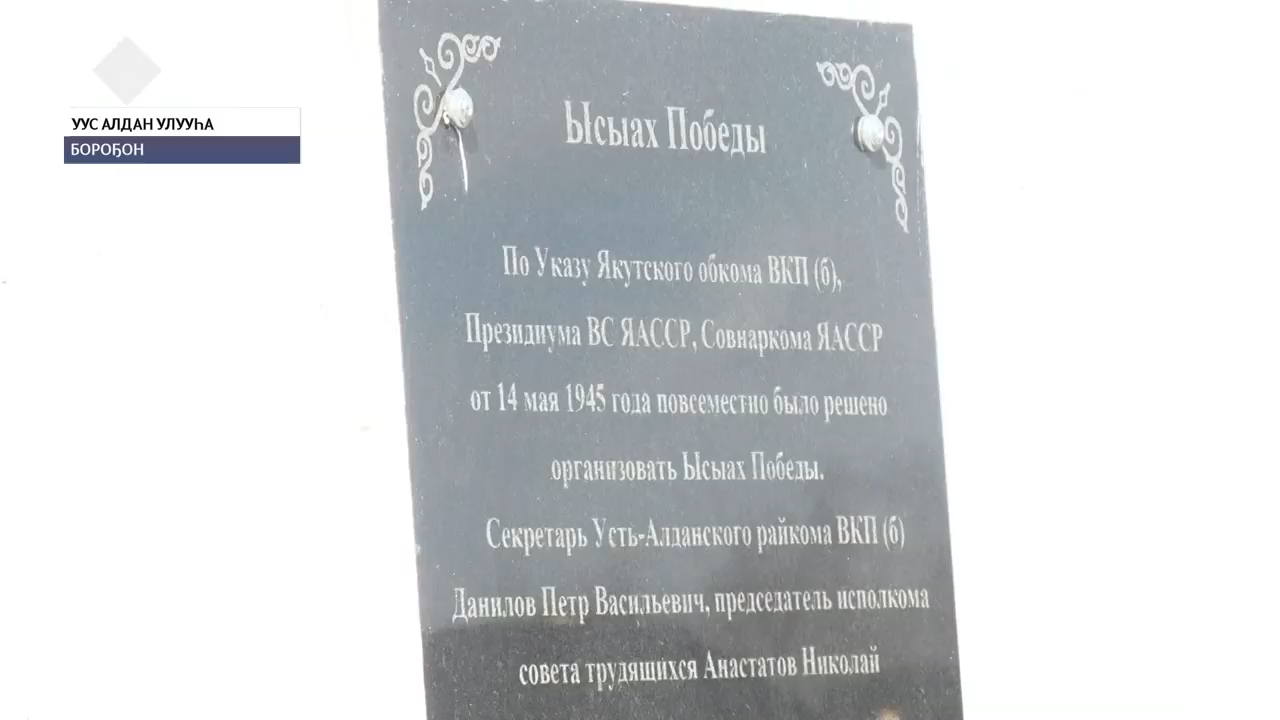 УУС АЛДАН УЛУУҺА
БОРОҔОН
Ысыах Победы
По Указу Якутского обкома ВКП (б),
Президиума ВС ЯАССР, Совнаркома ЯАССР
от 14 мая 1945 года повсеместно было решено
организовать Ысыах Победы.
Секретарь Усть-Алданского райкома ВКП (б)
Данилов Петр Васильевич, председатель исполкома
совета трудящихся Анастатов Николай